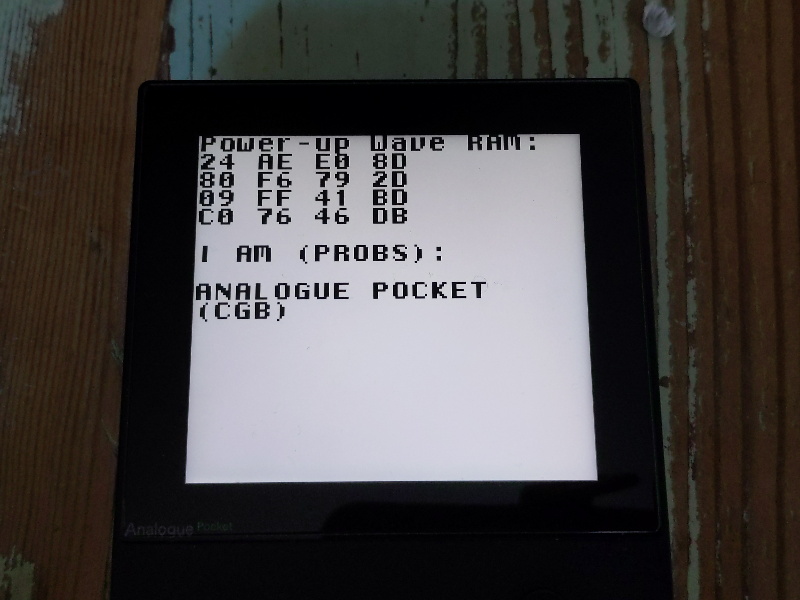 Power-up Wave RAM:
24 AE E0 8D
80 F6 79 2D
09 FF 41 BD
C0 76 46 DB
I AM (PROBS):
ANALOGUE POCKET
(CGB)
Analogue Pocket